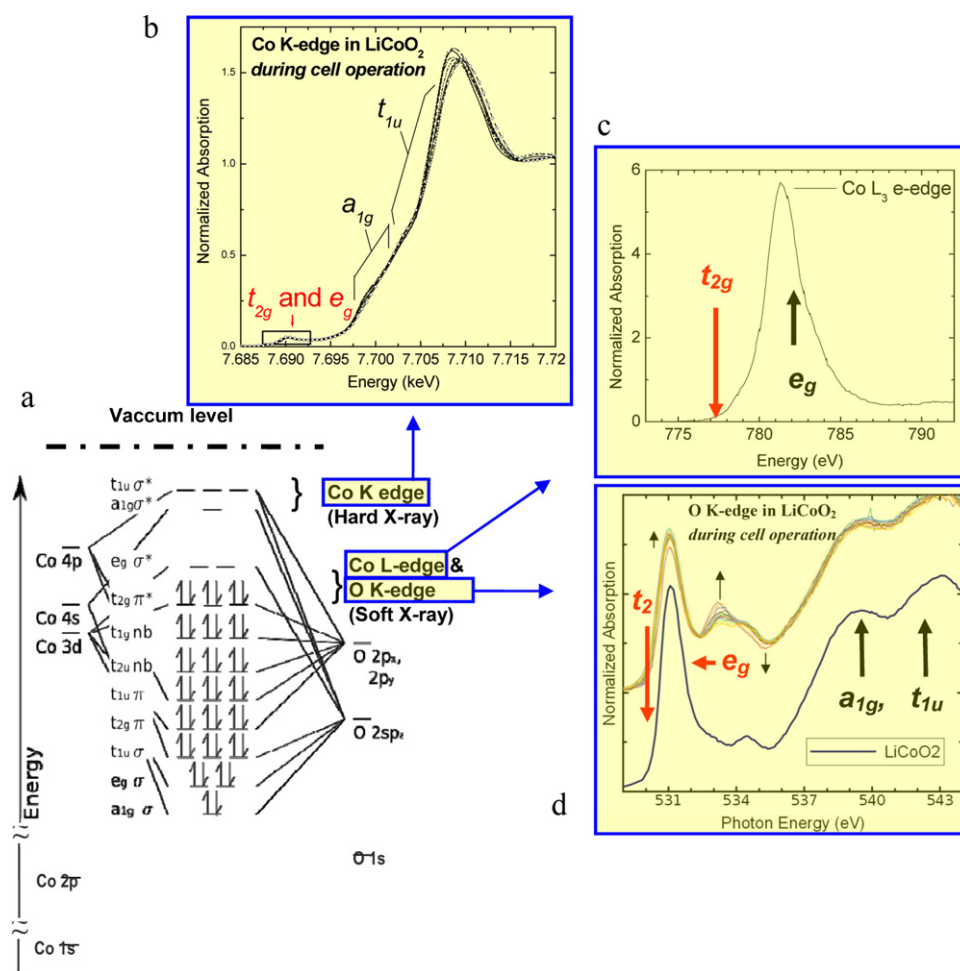 b
Co K-edge in LiCoO2
during cell operation
t1u
a1g
t2g and eg
Normalized Absorption
1.5
1.0
0.5
0.0
7.685 7.690 7.695 7.700 7.705 7.710 7.715 7.72
Energy (keV)
c
Co L3 e-edge
t2g
eg
Normalized Absorption
6
4
2
0
775 780 785 790
Energy (eV)
a
Vaccum level
t1u σ*
a1g σ*
Co 4p
eg σ*
t2g π*
Co 4s
t1g nb
Co 3d
t2u nb
t1u π
t2g π
t1u σ
eg σ
a1g σ
Energy
Co 2p
Co 1s
Co K edge
(Hard X-ray)
Co L-edge &
O K-edge
(Soft X-ray)
O 2px,
2py
O 2spz
O 1s
O K-edge in LiCoO2
during cell operation
t2
eg
a1g,
t1u
LiCoO2
Normalized Absorption
531 534 537 540 543
Photon Energy (eV)
d